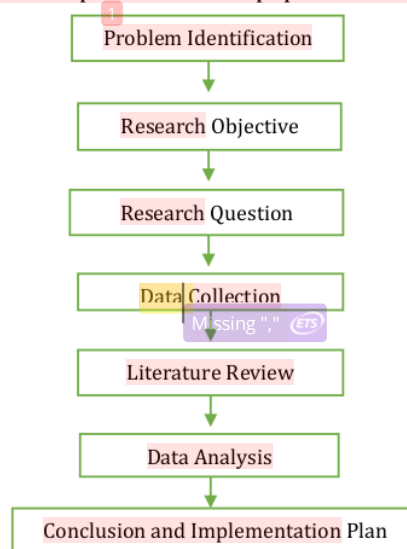 1
Problem Identification
Research Objective
Research Question
Data Collection
Missing "," ETS
Literature Review
Data Analysis
Conclusion and Implementation Plan